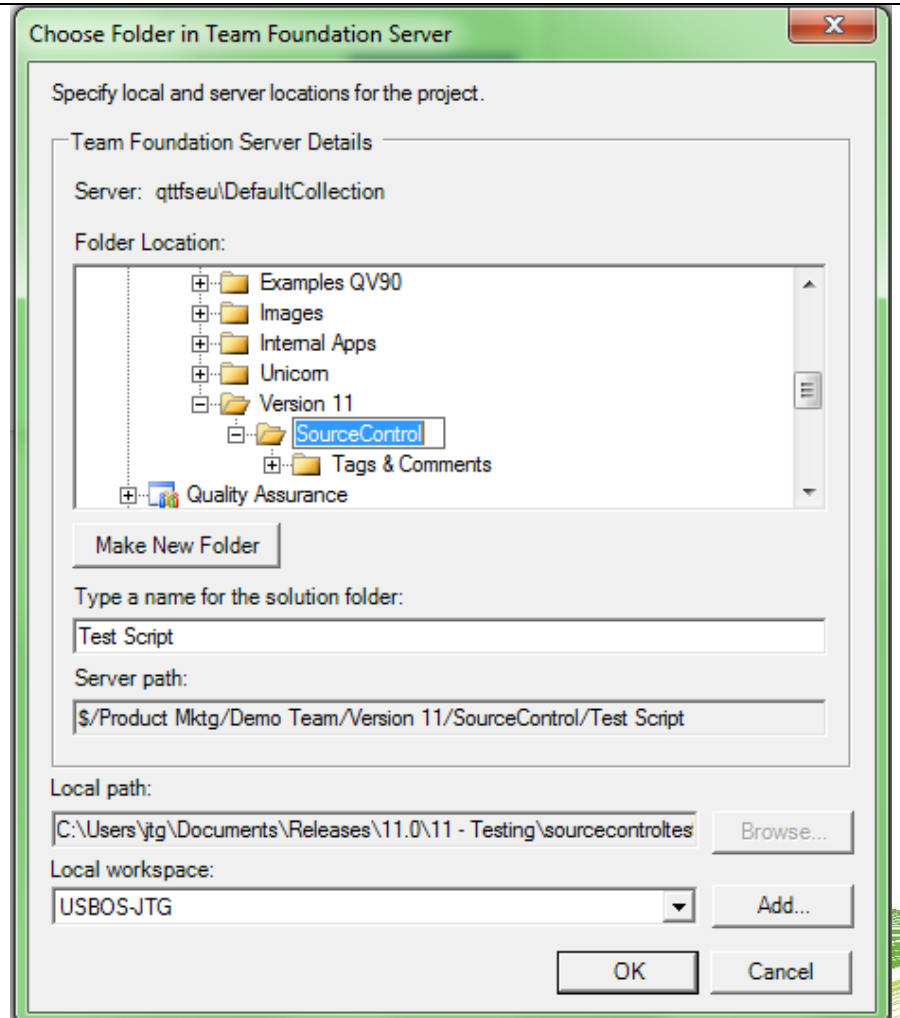 Choose Folder in Team Foundation Server
Specify local and server locations for the project.
Team Foundation Server Details
Server: qttfseu\DefaultCollection
Folder Location:
Examples QV90
Images
Internal Apps
Unicorn
Version 11
SourceControl
Tags & Comments
Quality Assurance
Make New Folder
Type a name for the solution folder:
Test Script
Server path:
$/Product Mktg/Demo Team/Version 11/SourceControl/Test Script
Local path:
C:\Users\jtg\Documents\Releases\11.0\11 - Testing\sourcecontroltes
Browse...
Local workspace:
USBOS-JTG
Add...
OK
Cancel